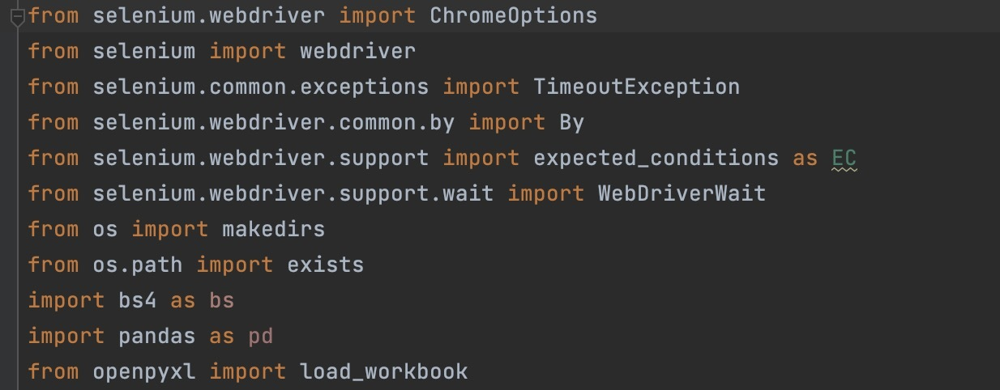 from selenium.webdriver import ChromeOptions
from selenium import webdriver
from selenium.common.exceptions import TimeoutException
from selenium.webdriver.common.by import By
from selenium.webdriver.support import expected_conditions as EC
from selenium.webdriver.support.wait import WebDriverWait
from os import makedirs
from os.path import exists
import bs4 as bs
import pandas as pd
from openpyxl import load_workbook